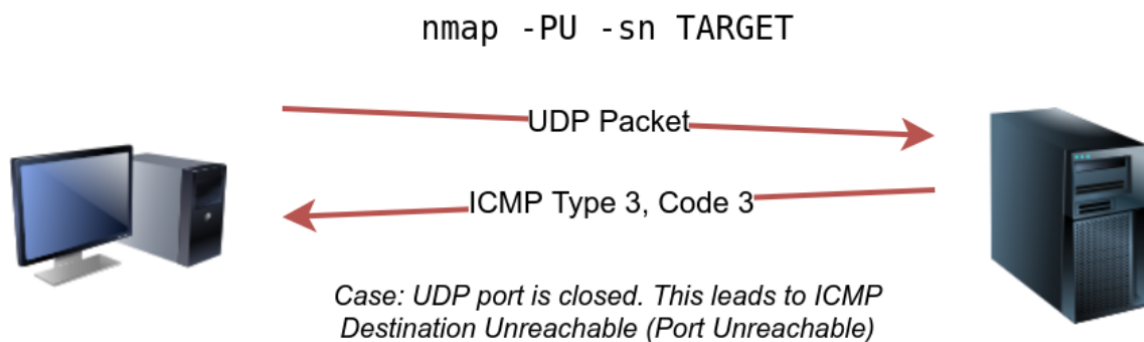 nmap -PU -sn TARGET
UDP Packet
ICMP Type 3, Code 3
Case: UDP port is closed. This leads to ICMP
Destination Unreachable (Port Unreachable)